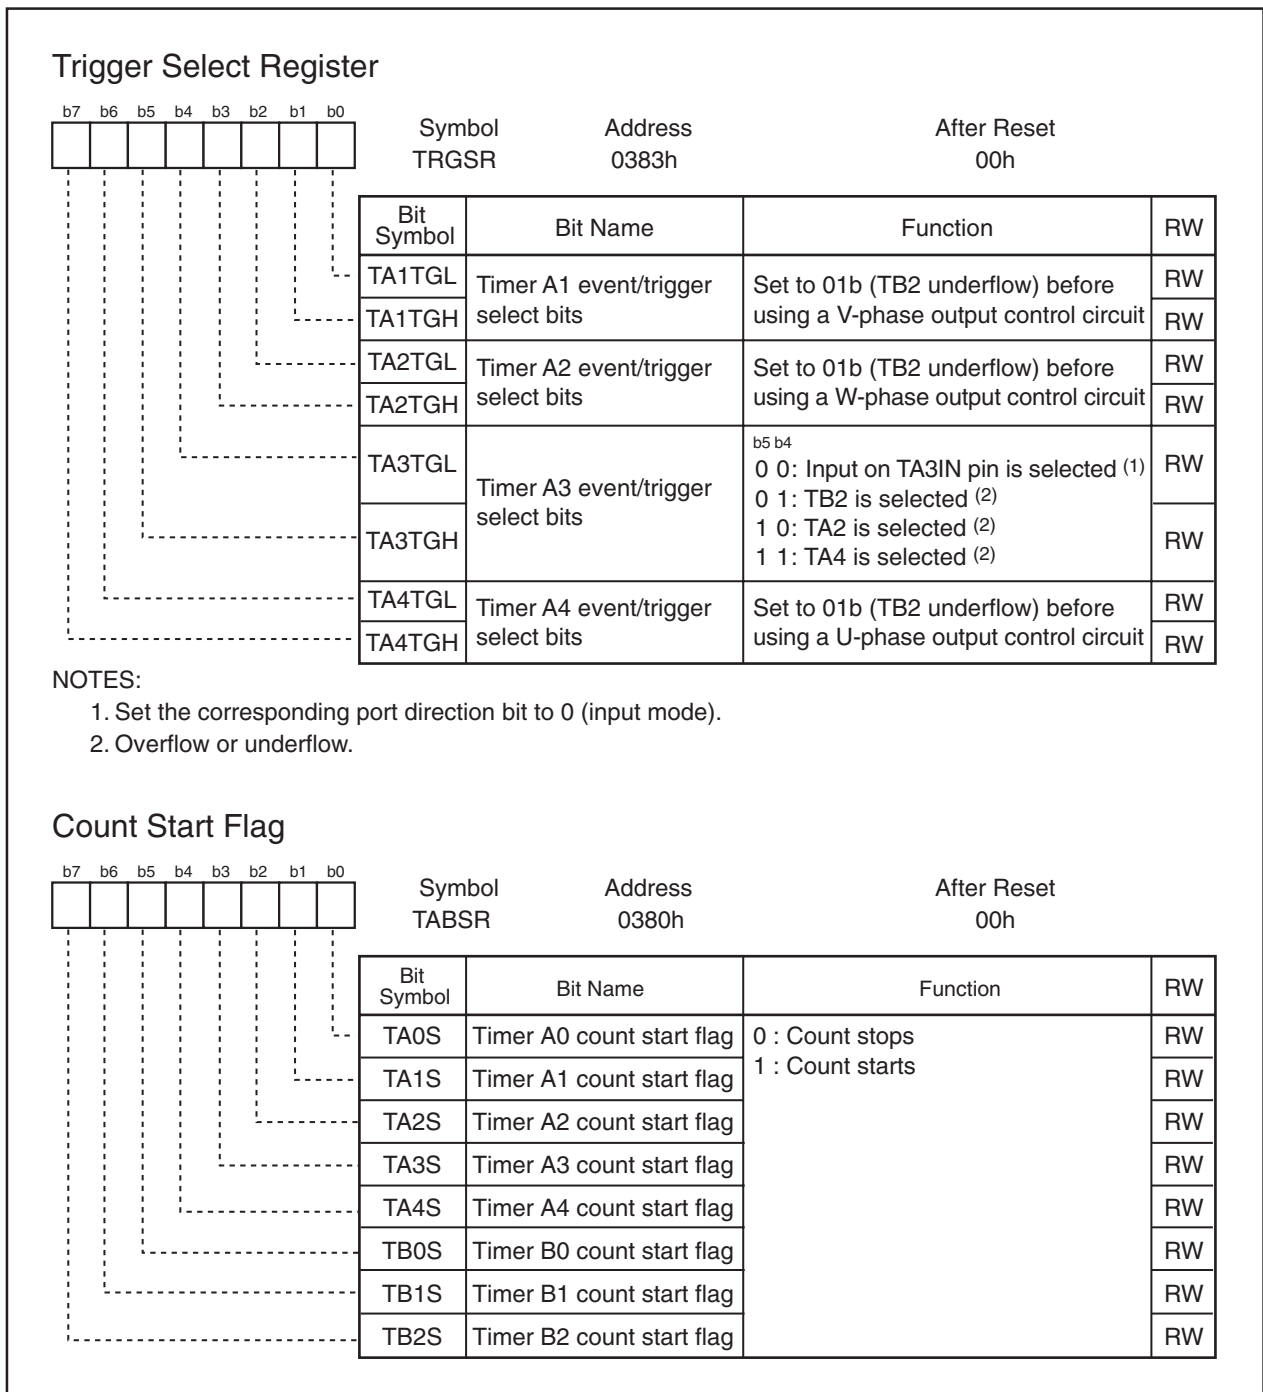 Trigger Select Register
b7 b6 b5 b4 b3 b2 b1 b0
Symbol Address After Reset
TRGSR 0383h 00h
Bit Symbol Bit Name Function RW
TA1TGL Timer A1 event/trigger select bits Set to 01b (TB2 underflow) before using a V-phase output control circuit RW
TA1TGH RW
TA2TGL Timer A2 event/trigger select bits Set to 01b (TB2 underflow) before using a W-phase output control circuit RW
TA2TGH RW
TA3TGL Timer A3 event/trigger select bits b5 b4
0 0: Input on TA3IN pin is selected (1) RW
0 1: TB2 is selected (2)
1 0: TA2 is selected (2)
1 1: TA4 is selected (2)
TA3TGH RW
TA4TGL Timer A4 event/trigger select bits Set to 01b (TB2 underflow) before using a U-phase output control circuit RW
TA4TGH RW
NOTES:
1. Set the corresponding port direction bit to 0 (input mode).
2. Overflow or underflow.
Count Start Flag
b7 b6 b5 b4 b3 b2 b1 b0
Symbol Address After Reset
TABSR 0380h 00h
Bit Symbol Bit Name Function RW
TA0S Timer A0 count start flag 0 : Count stops RW
1 : Count starts
TA1S Timer A1 count start flag RW
TA2S Timer A2 count start flag RW
TA3S Timer A3 count start flag RW
TA4S Timer A4 count start flag RW
TB0S Timer B0 count start flag RW
TB1S Timer B1 count start flag RW
TB2S Timer B2 count start flag RW